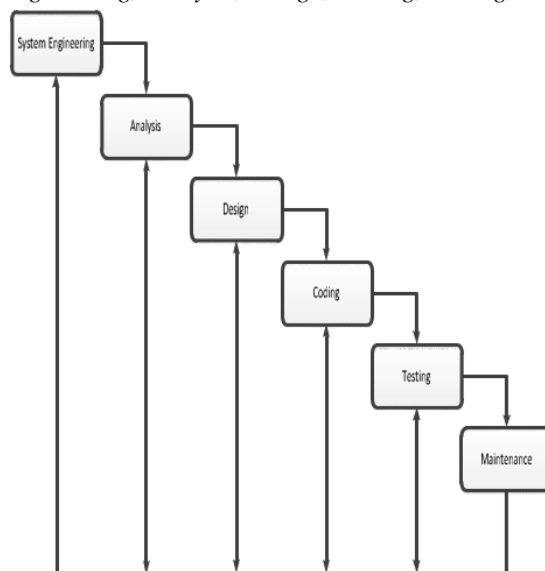 System Engineering
Analysis
Design
Coding
Testing
Maintenance